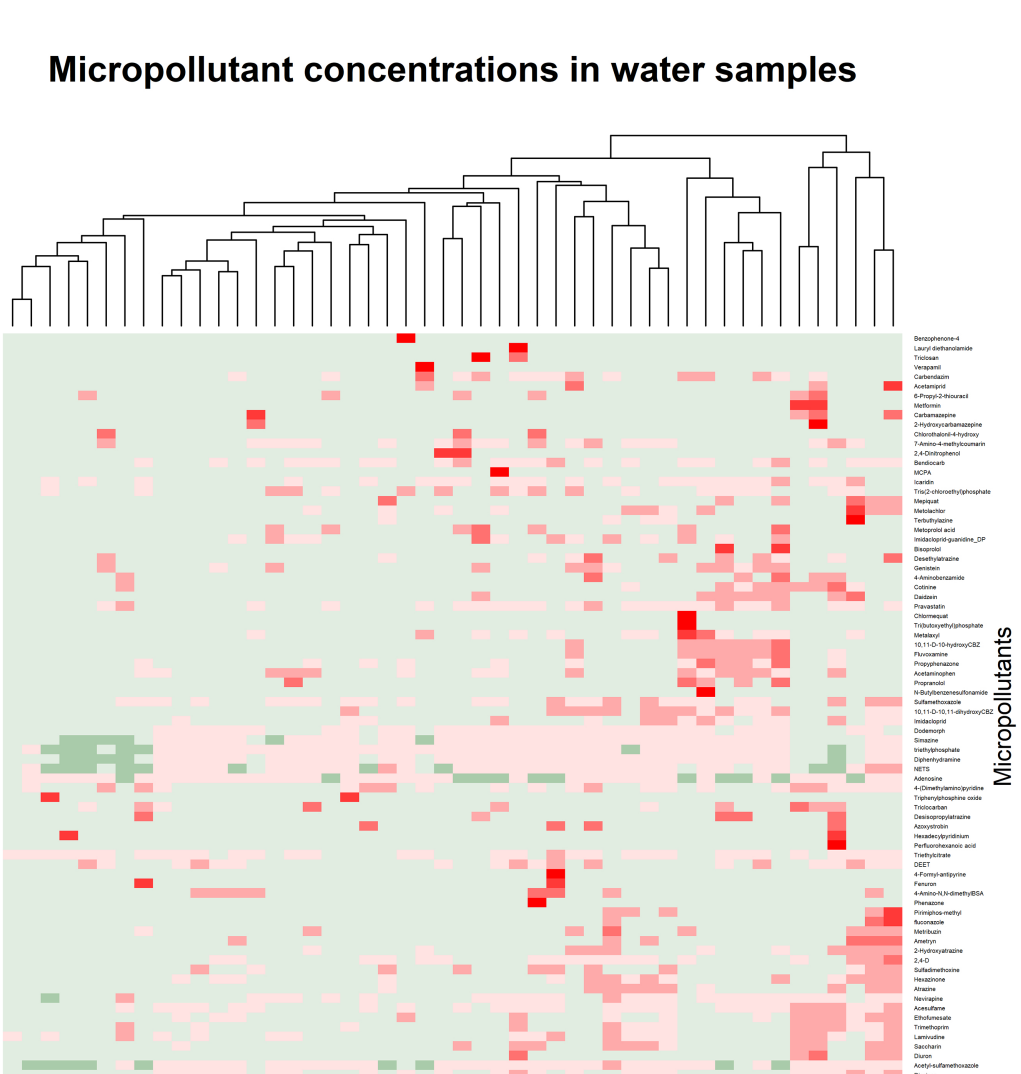 Micropollutant concentrations in water samples
Benzophenone-4
Lauryl diethanolamide
Triclosan
Verapamil
Carbendazim
Acetamiprid
6-Propyl-2-thiouracil
Metformin
Carbamazepine
2-Hydroxycarbamazepine
Chlorothalonil-4-hydroxy
7-Amino-4-methylcoumarin
2,4-Dinitrophenol
Bendiocarb
MCPA
Icaridin
Tris(2-chloroethyl)phosphate
Mepiquat
Metolachlor
Terbuthylazine
Metoprolol acid
Imidacloprid-guanidine_DP
Bisoprolol
Desethylatrazine
Genistein
4-Aminobenzamide
Cotinine
Daidzein
Pravastatin
Chlormequat
Tri(butoxyethyl)phosphate
Metalaxyl
10,11-D-10-hydroxyCBZ
Fluvoxamine
Propyphenazone
Acetaminophen
Propranolol
N-Butylbenzenesulfonamide
Sulfamethoxazole
10,11-D-10,11-dihydroxyCBZ
Imidacloprid
Dodemorph
Simazine
triethylphosphate
Diphenhydramine
NETS
Adenosine
4-(Dimethylamino)pyridine
Triphenylphosphine oxide
Triclocarban
Desisopropylatrazine
Azoxystrobin
Hexadecylpyridinium
Perfluorohexanoic acid
Triethylcitrate
DEET
4-Formyl-antipyrine
Fenuron
4-Amino-N,N-dimethylBSA
Phenazone
Pirimiphos-methyl
fluconazole
Metribuzin
Ametryn
2-Hydroxyatrazine
2,4-D
Sulfadimethoxine
Hexazinone
Atrazine
Nevirapine
Acesulfame
Ethofumesate
Trimethoprim
Lamivudine
Saccharin
Diuron
Acetyl-sulfamethoxazole
Micropollutants